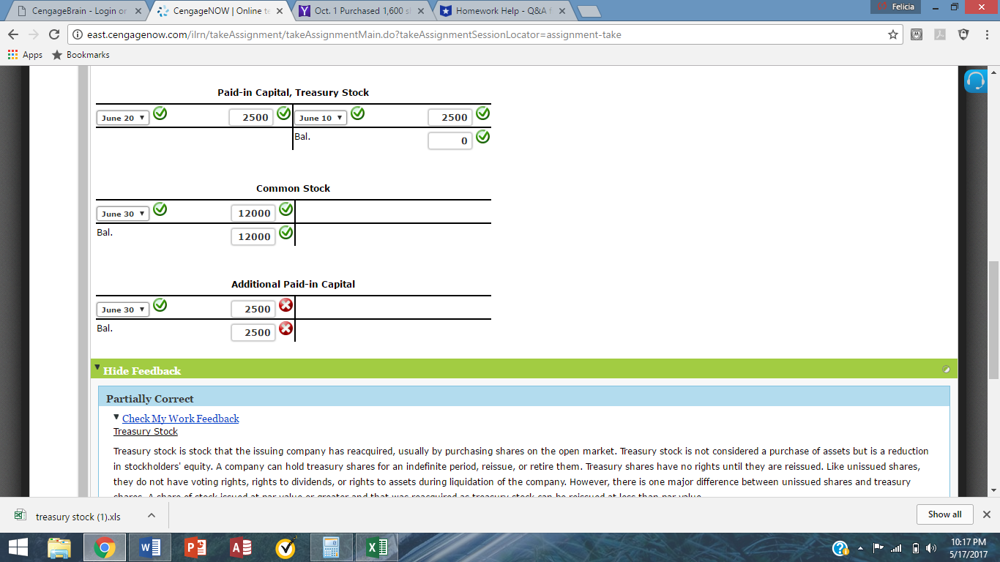 CengageBrain - Login or
CengageNOW | Online te
Oct. 1 Purchased 1,600 s
Homework Help - Q&A f
Felicia
east.cengagenow.com/ilrn/takeAssignment/takeAssignmentMain.do?takeAssignmentSessionLocator=assignment-take
Apps Bookmarks
Paid-in Capital, Treasury Stock
June 20 2500 June 10 2500
Bal. 0
Common Stock
June 30 12000
Bal. 12000
Additional Paid-in Capital
June 30 2500
Bal. 2500
Hide Feedback
Partially Correct
Check My Work Feedback
Treasury Stock
Treasury stock is stock that the issuing company has reacquired, usually by purchasing shares on the open market. Treasury stock is not considered a purchase of assets but is a reduction
in stockholders' equity. A company can hold treasury shares for an indefinite period, reissue, or retire them. Treasury shares have no rights until they are reissued. Like unissued shares,
they do not have voting rights, rights to dividends, or rights to assets during liquidation of the company. However, there is one major difference between unissued shares and treasury
shares. A share of stock issued at par value or greater and that was reacquired as treasury stock can be reissued at less than par value.
treasury stock (1).xls
Show all
10:17 PM
5/17/2017